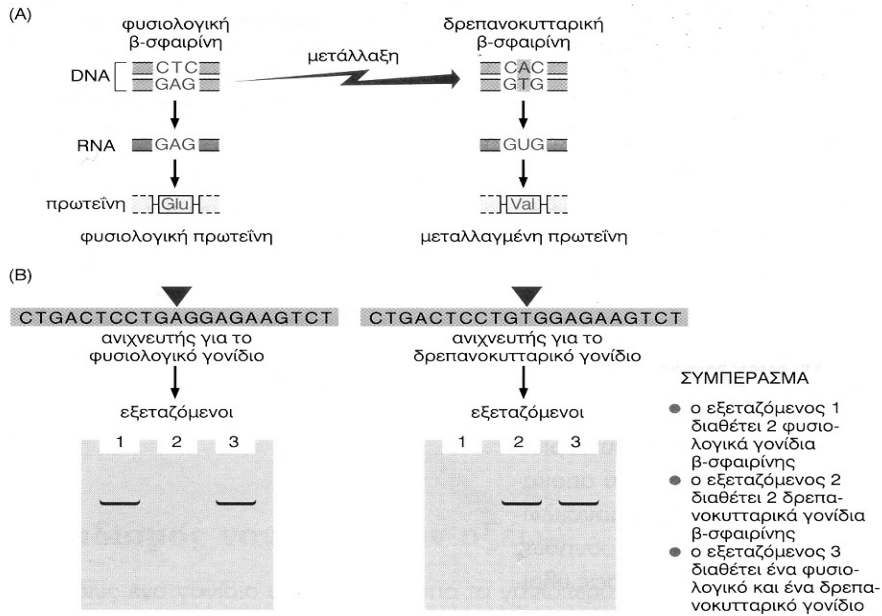 (A)
φυσιολογική
β-σφαιρίνη
δρεπανοκυτταρική
β-σφαιρίνη
μετάλλαξη
DNA
CTC
GAG
CAC
GTG
RNA
GAG
GUG
πρωτεΐνη
Glu
Val
φυσιολογική πρωτεΐνη
μεταλλαγμένη πρωτεΐνη
(B)
CTGACTCCTGAGGAGAAGTCT
CTGACTCCTGTGGAGAAGTCT
ανιχνευτής για το
φυσιολογικό γονίδιο
ανιχνευτής για το
δρεπανοκυτταρικό γονίδιο
εξεταζόμενοι
1 2 3
εξεταζόμενοι
1 2 3
ΣΥΜΠΕΡΑΣΜΑ
ο εξεταζόμενος 1
διαθέτει 2 φυσιο-
λογικά γονίδια
β-σφαιρίνης
ο εξεταζόμενος 2
διαθέτει 2 δρεπα-
νοκυτταρικά γονίδια
β-σφαιρίνης
ο εξεταζόμενος 3
διαθέτει ένα φυσιο-
λογικό και ένα δρεπα-
νοκυτταρικό γονίδιο